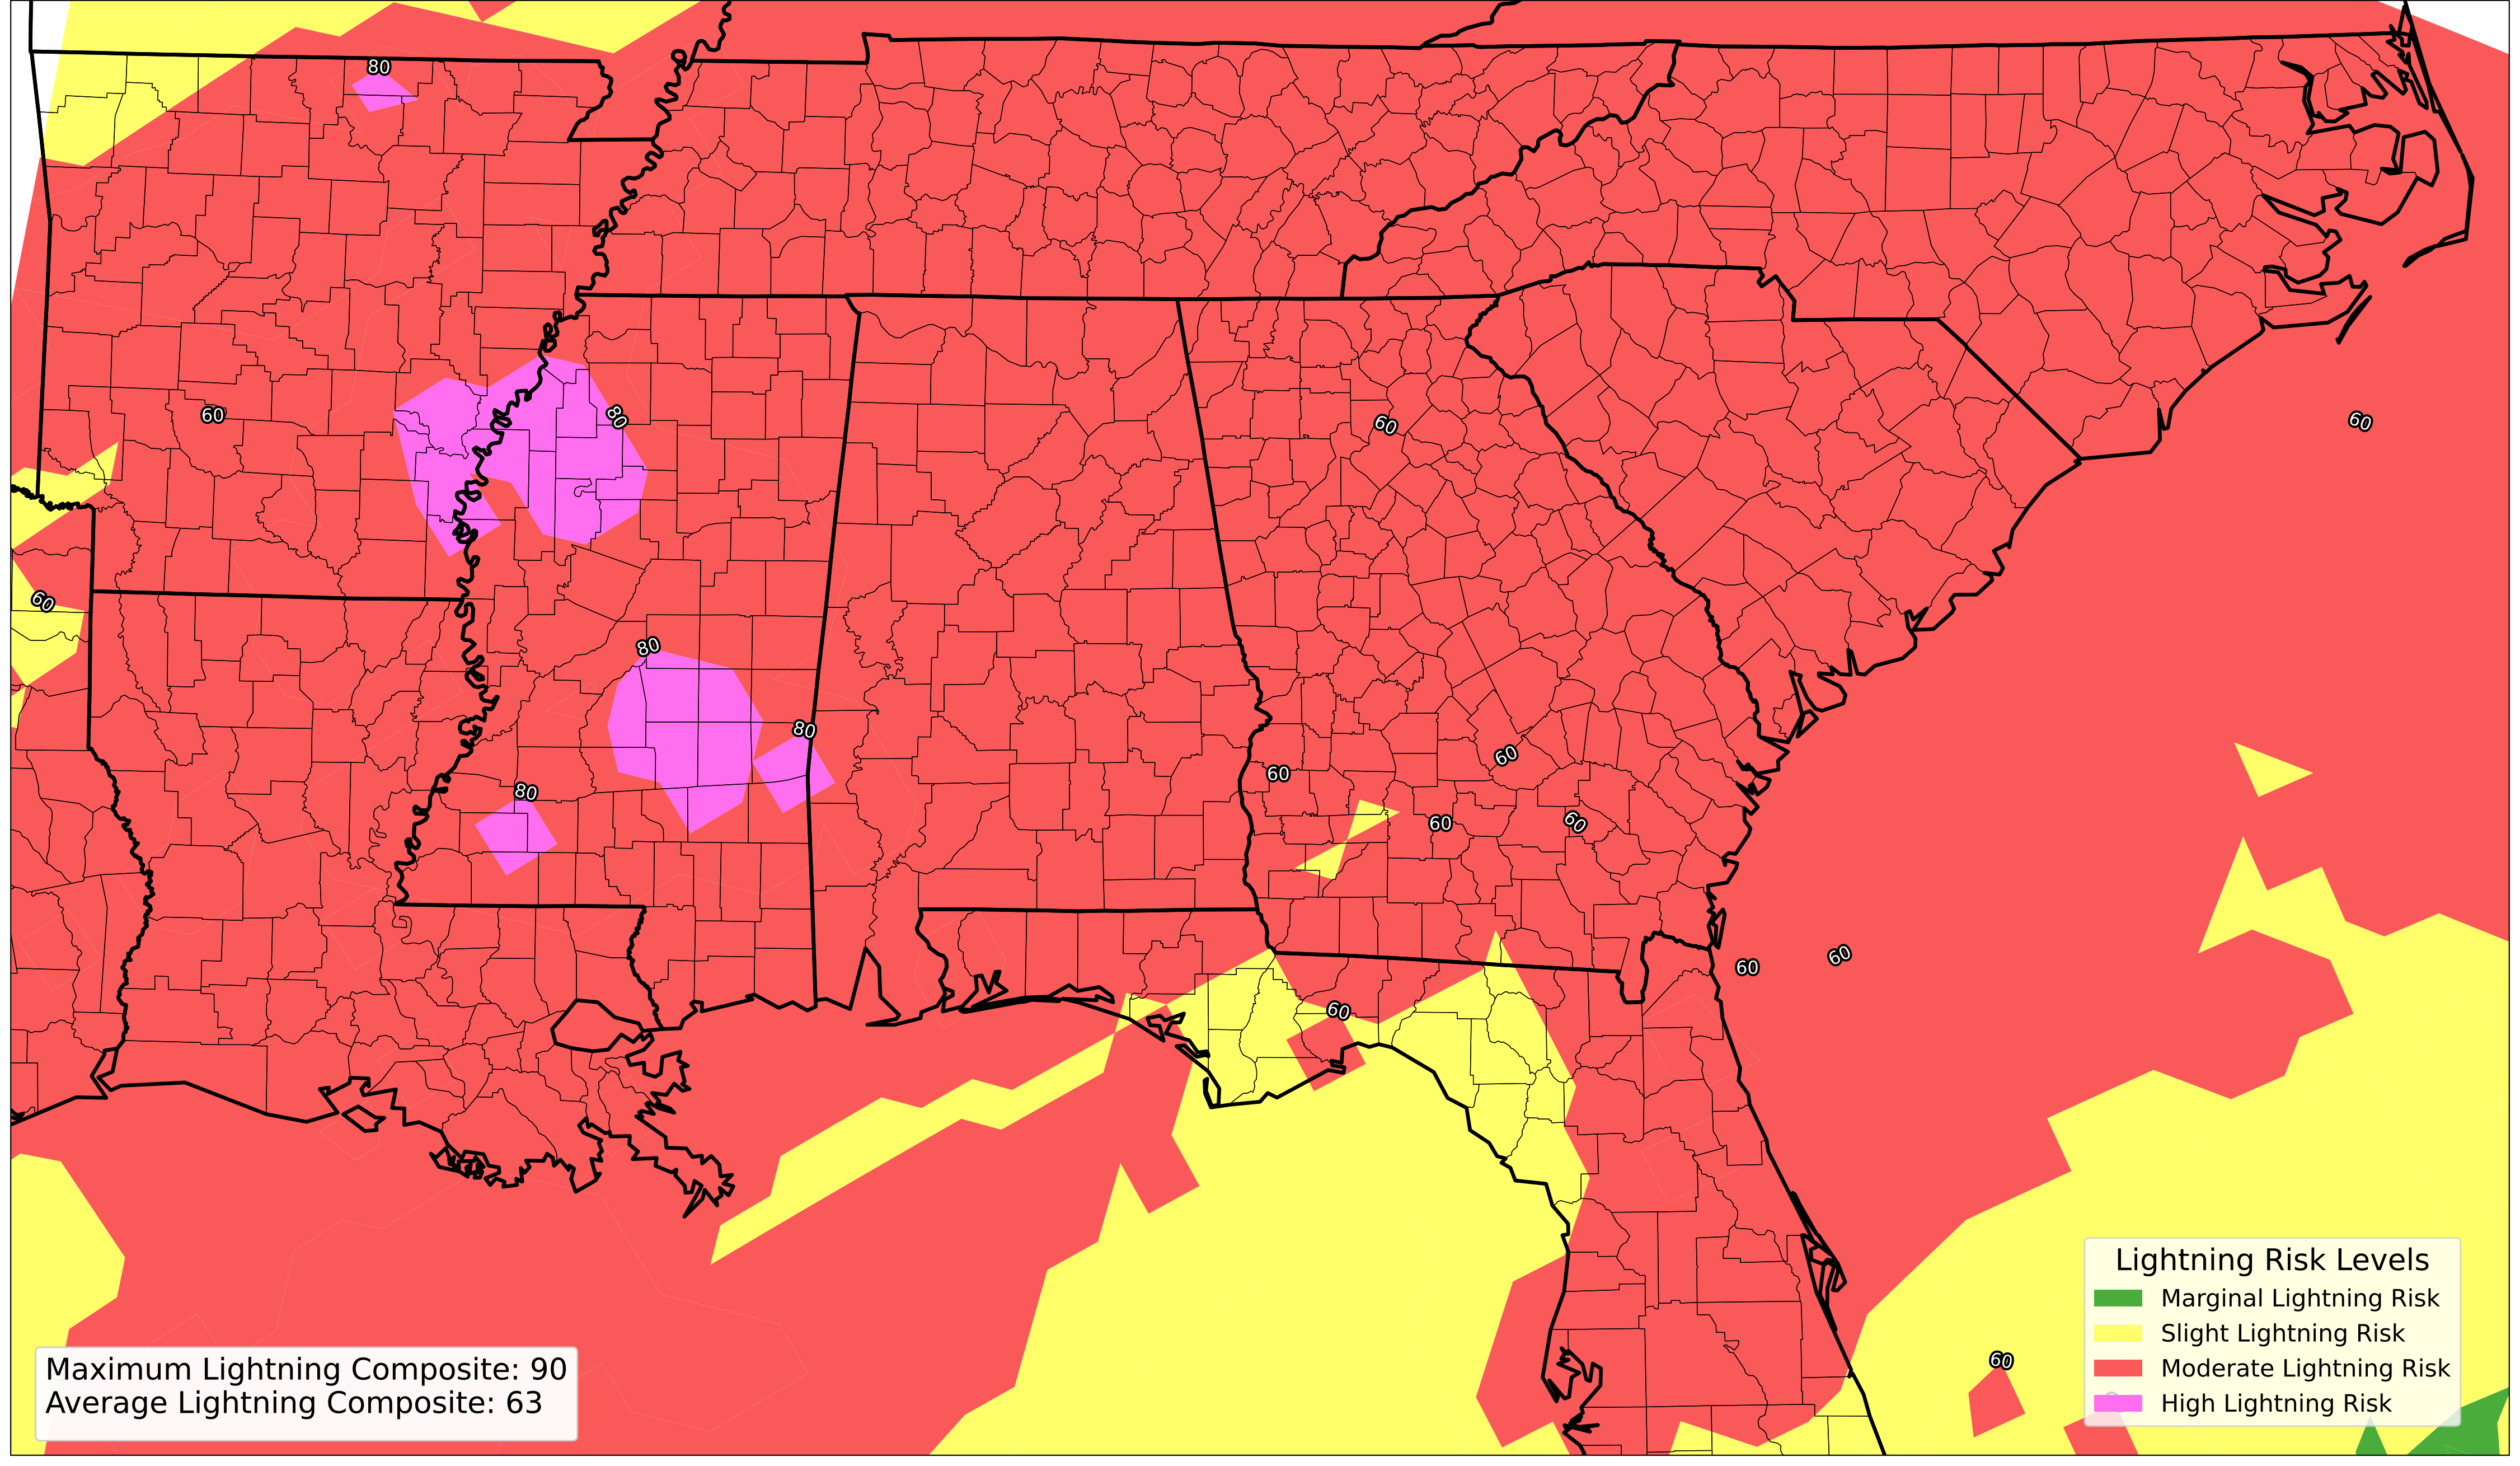 80
80
60
60
60
60
80
80
60
60
80
60
60
60
60
60
Lightning Risk Levels
Marginal Lightning Risk
Slight Lightning Risk
Moderate Lightning Risk
High Lightning Risk
60
Maximum Lightning Composite: 90
Average Lightning Composite: 63